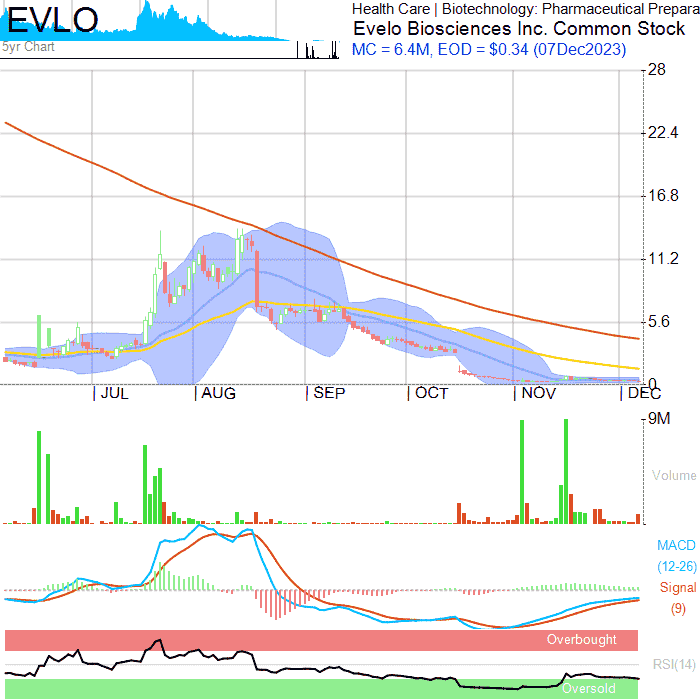 EVLO
5yr Chart
Health Care | Biotechnology: Pharmaceutical Prepara
Evelo Biosciences Inc. Common Stock
MC = 6.4M, EOD = $0.34 (07Dec2023)
28
22.4
16.8
11.2
5.6
0
JUL
AUG
SEP
OCT
NOV
DEC
9M
Volume
MACD
(12-26)
Signal
(9)
Overbought
RSI(14)
Oversold